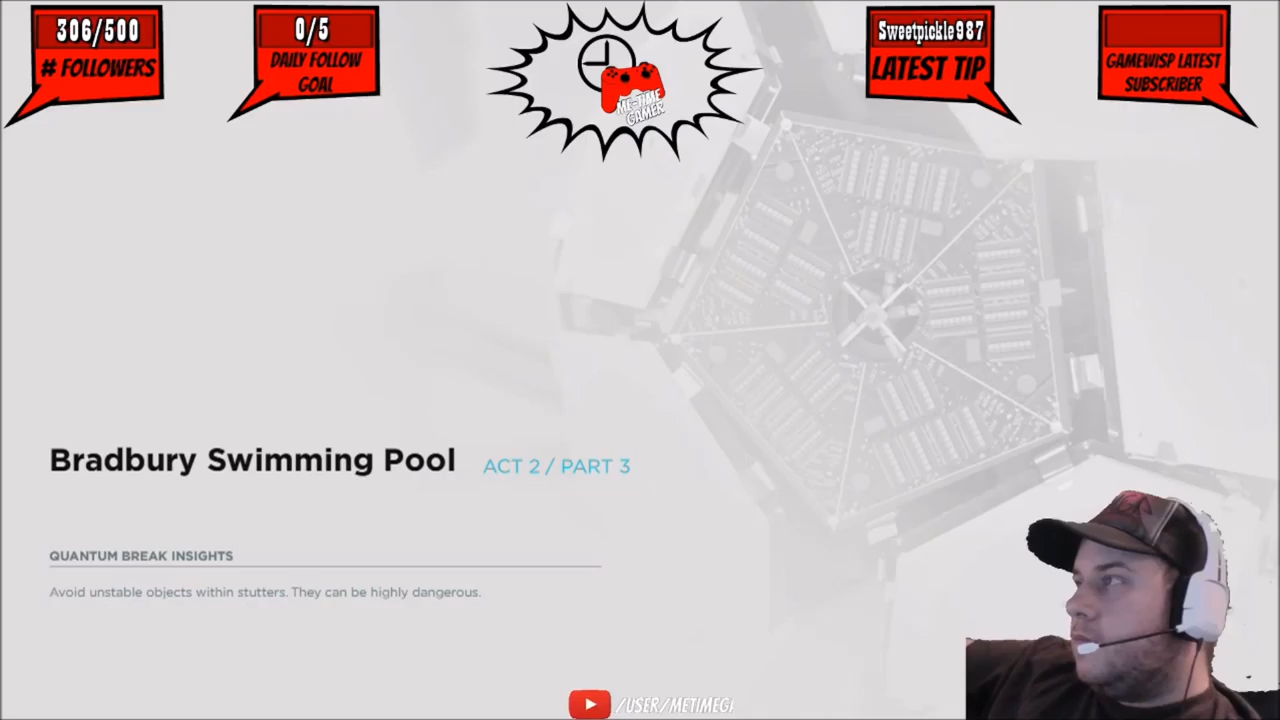 306/500
# FOLLOWERS
0/5
DAILY FOLLOW
GOAL
ME-TIME
GAMER
Sweetpickle987
LATEST TIP
GAMEWISP LATEST
SUBSCRIBER
Bradbury Swimming Pool ACT 2 / PART 3
QUANTUM BREAK INSIGHTS
Avoid unstable objects within stutters. They can be highly dangerous.
/USER/METIMEG